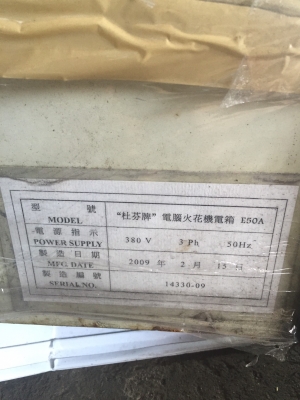 型 號 "杜芬牌" 電腦火花機電箱 E50A
MODEL
電源指示 380 V 3 Ph 50Hz
POWER SUPPLY
製造日期 2009 年 2 月 15 日
MFG DATE
製造編號 14330-09
SERIAL NO.